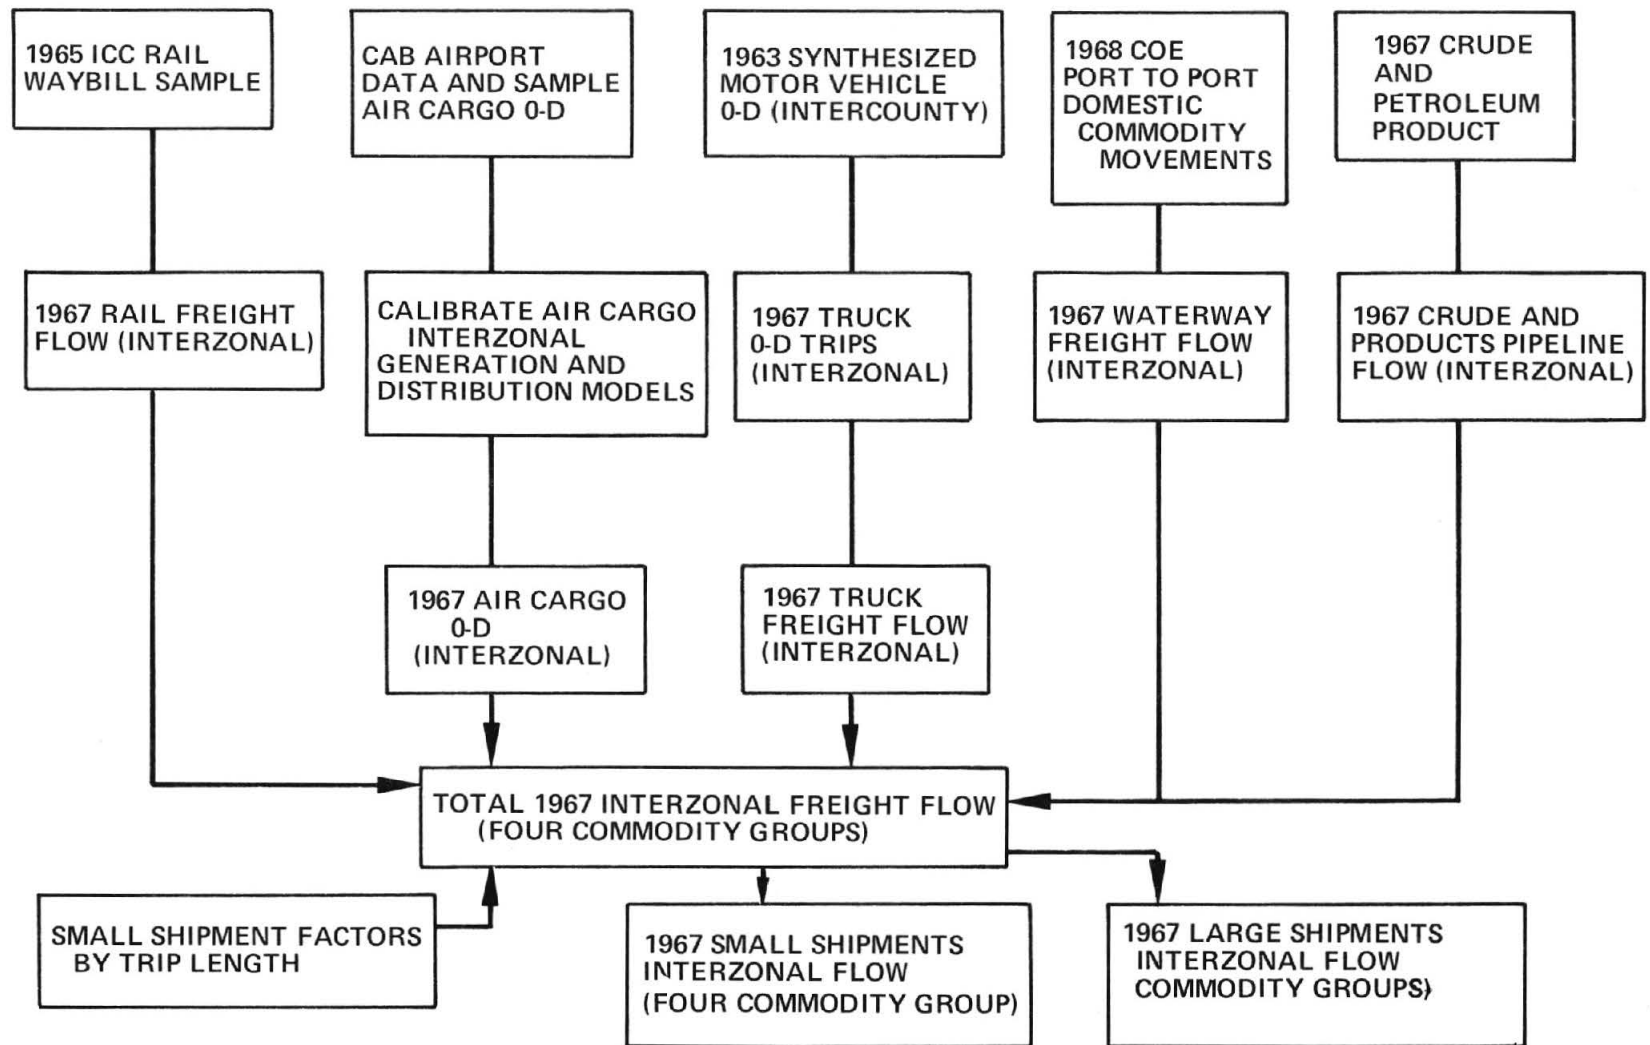 1965 ICC RAIL
WAYBILL SAMPLE
CAB AIRPORT
DATA AND SAMPLE
AIR CARGO 0-D
1963 SYNTHESIZED
MOTOR VEHICLE
0-D (INTERCOUNTY)
1968 COE
PORT TO PORT
DOMESTIC
COMMODITY
MOVEMENTS
1967 CRUDE
AND
PETROLEUM
PRODUCT
1967 RAIL FREIGHT
FLOW (INTERZONAL)
CALIBRATE AIR CARGO
INTERZONAL
GENERATION AND
DISTRIBUTION MODELS
1967 TRUCK
0-D TRIPS
(INTERZONAL)
1967 WATERWAY
FREIGHT FLOW
(INTERZONAL)
1967 CRUDE AND
PRODUCTS PIPELINE
FLOW (INTERZONAL)
1967 AIR CARGO
0-D
(INTERZONAL)
1967 TRUCK
FREIGHT FLOW
(INTERZONAL)
TOTAL 1967 INTERZONAL FREIGHT FLOW
(FOUR COMMODITY GROUPS)
SMALL SHIPMENT FACTORS
BY TRIP LENGTH
1967 SMALL SHIPMENTS
INTERZONAL FLOW
(FOUR COMMODITY GROUP)
1967 LARGE SHIPMENTS
INTERZONAL FLOW
COMMODITY GROUPS)